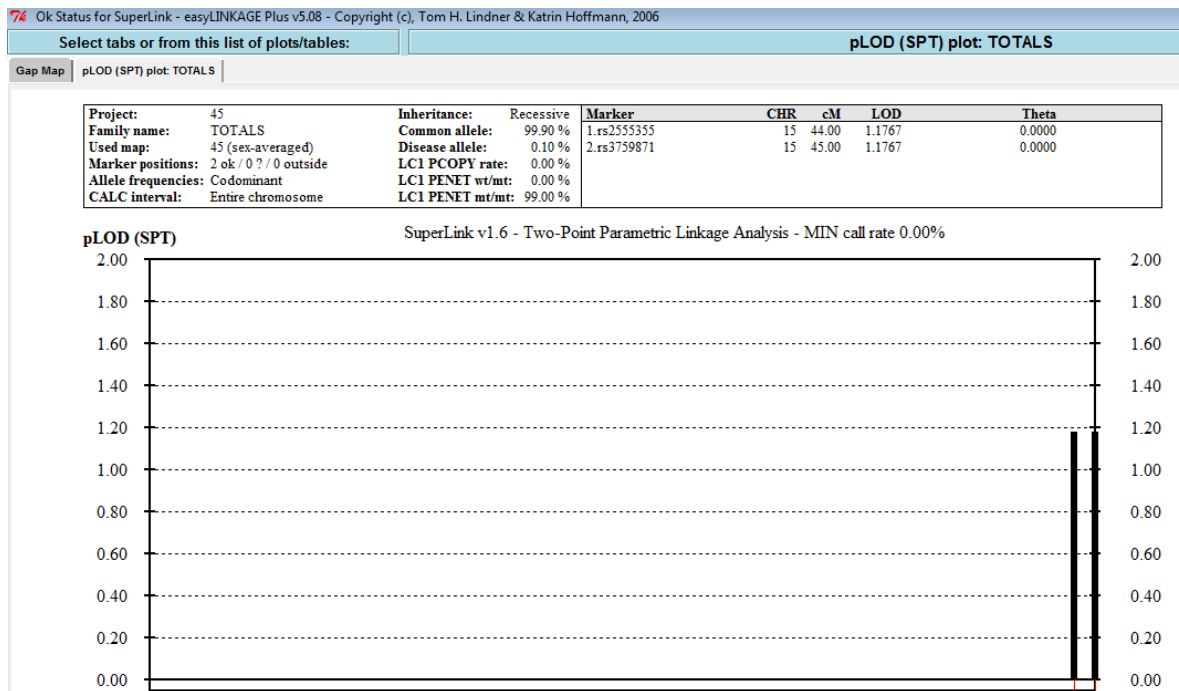 Ok Status for SuperLink - easyLINKAGE Plus v5.08 - Copyright (c), Tom H. Lindner & Katrin Hoffmann, 2006
Select tabs or from this list of plots/tables: pLOD (SPT) plot: TOTALS
Gap Map pLOD (SPT) plot: TOTALS
Project: 45 Inheritance: Recessive Marker CHR cM LOD Theta
Family name: TOTALS Common allele: 99.90 % 1.rs2555355 15 44.00 1.1767 0.0000
Used map: 45 (sex-averaged) Disease allele: 0.10 % 2.rs3759871 15 45.00 1.1767 0.0000
Marker positions: 2 ok / 0 ? / 0 outside LC1 PCOPY rate: 0.00 %
Allele frequencies: Codominant LC1 PENET wt/mt: 0.00 %
CALC interval: Entire chromosome LC1 PENET mt/mt: 99.00 %
pLOD (SPT) SuperLink v1.6 - Two-Point Parametric Linkage Analysis - MIN call rate 0.00%
2.00 2.00
1.80 1.80
1.60 1.60
1.40 1.40
1.20 1.20
1.00 1.00
0.80 0.80
0.60 0.60
0.40 0.40
0.20 0.20
0.00 0.00